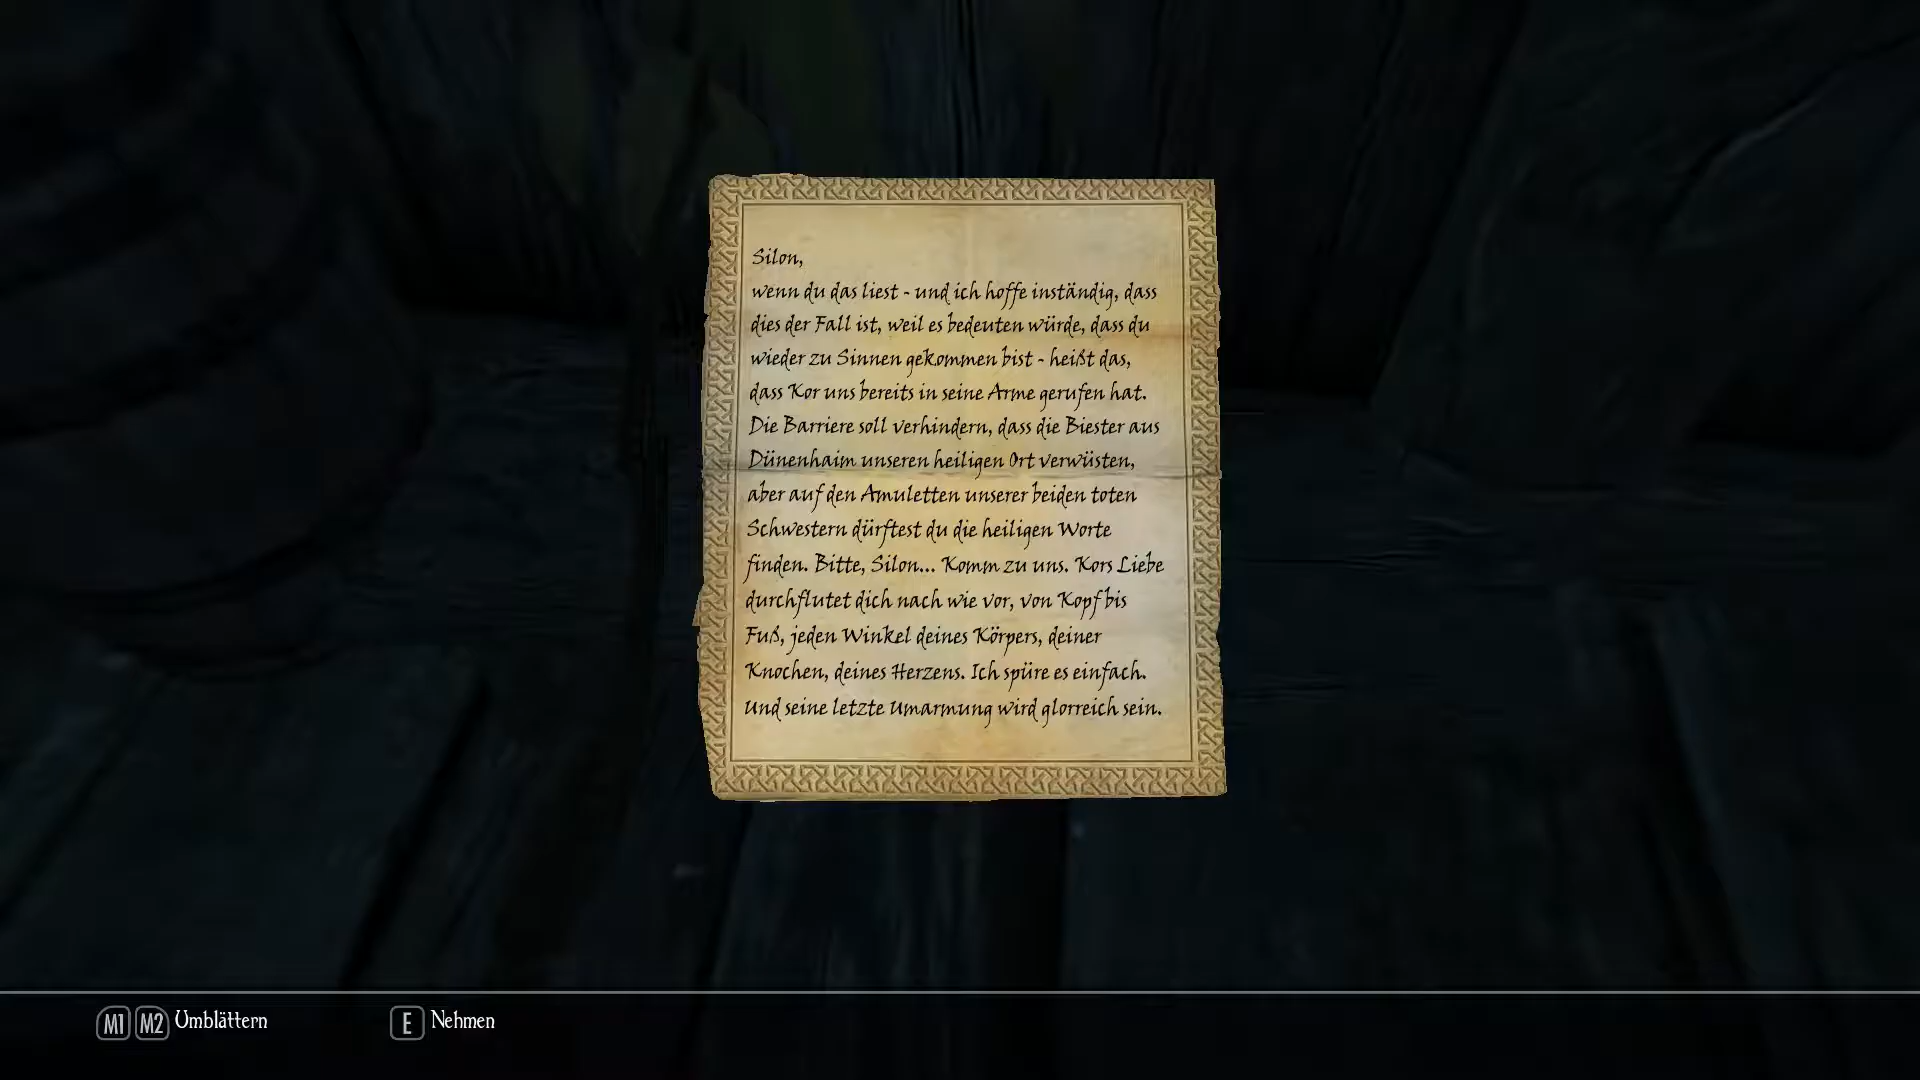 Silon,
wenn du das liest - und ich hoffe inständig, dass
dies der Fall ist, weil es bedeuten würde, dass du
wieder zu Sinnen gekommen bist - heißt das,
dass Kor uns bereits in seine Arme gerufen hat.
Die Barriere soll verhindern, dass die Biester aus
Dünenhaim unseren heiligen Ort verwüsten,
aber auf den Amuletten unserer beiden toten
Schwestern dürftest du die heiligen Worte
finden. Bitte, Silon... Komm zu uns. Kors Liebe
durchflutet dich nach wie vor, von Kopf bis
Fuß, jeden Winkel deines Körpers, deiner
Knochen, deines Herzens. Ich spüre es einfach.
Und seine letzte Umarmung wird glorreich sein.
M1 M2 Umblättern
E Nehmen